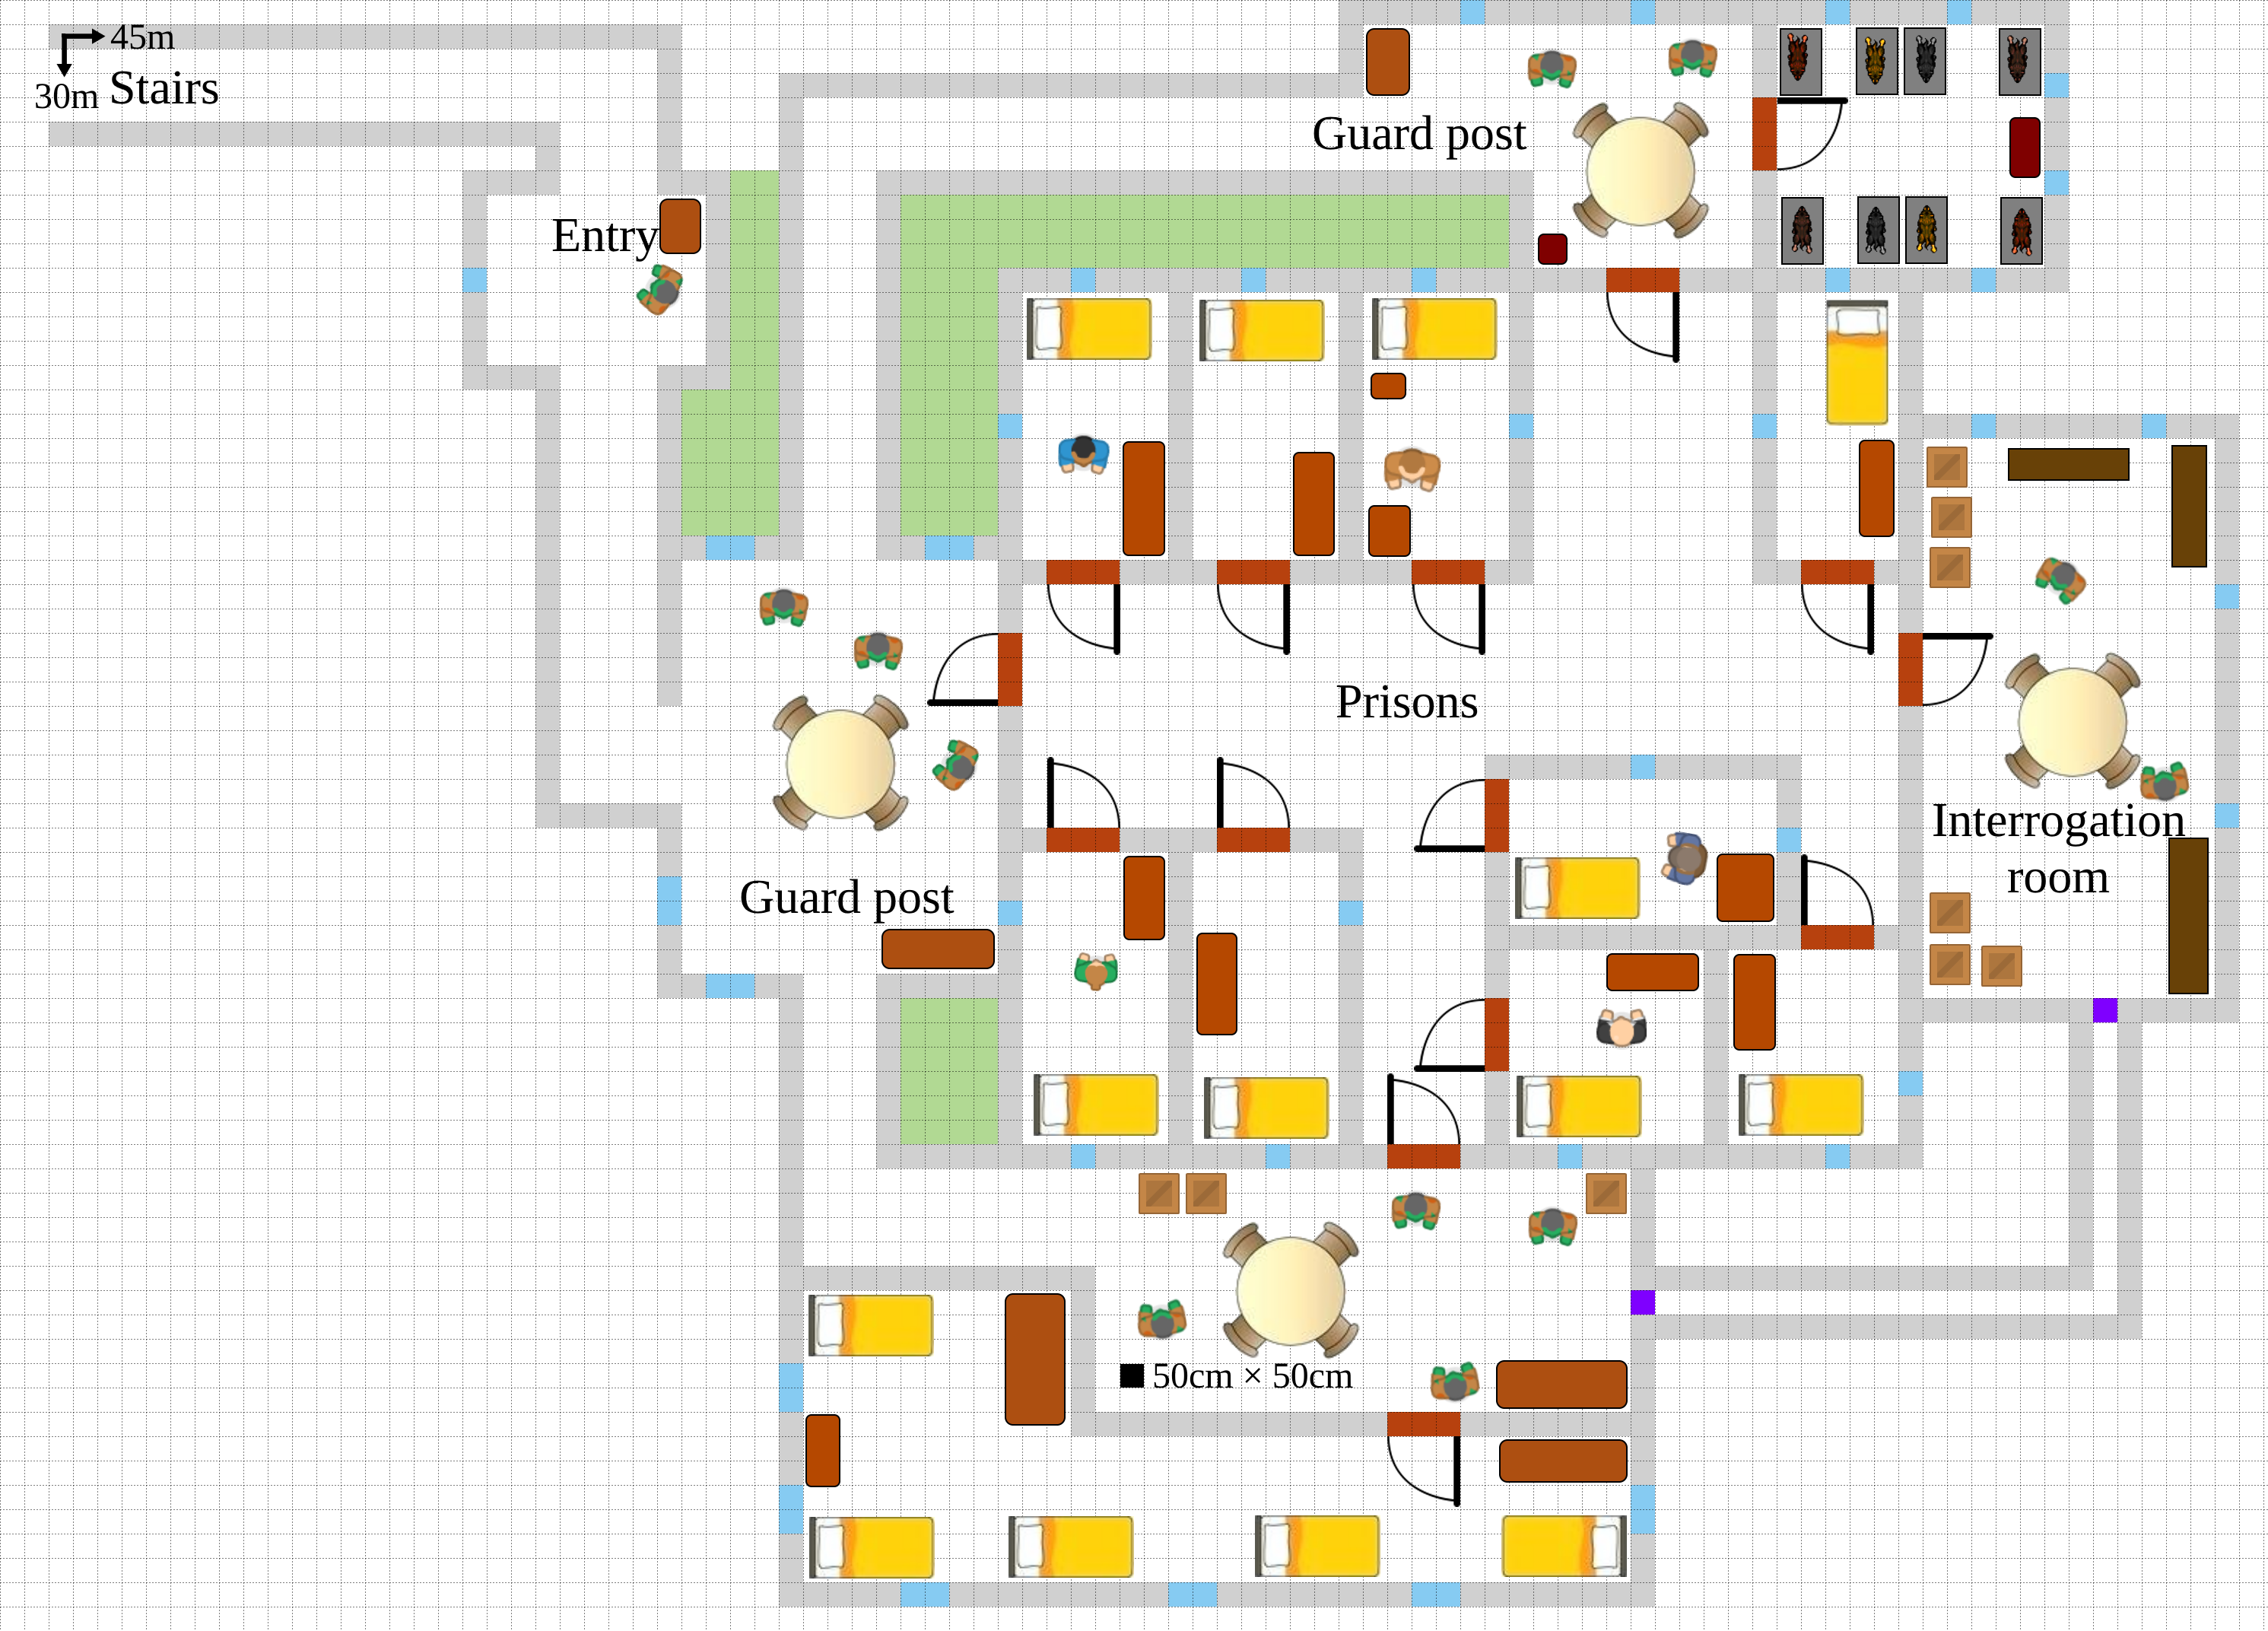 45m
30m Stairs
Guard post
Entry
Prisons
Interrogation
room
Guard post
50cm × 50cm